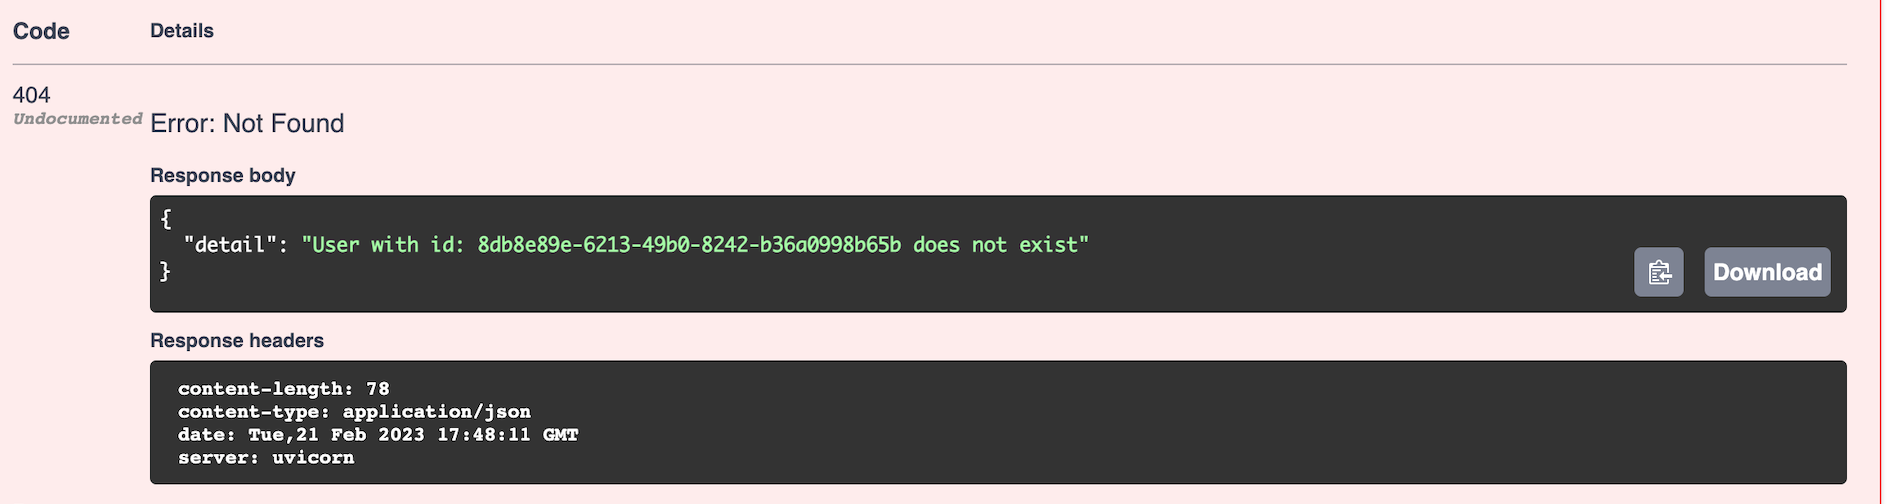 Code Details
404
Undocumented
Error: Not Found
Response body
{
"detail": "User with id: 8db8e89e-6213-49b0-8242-b36a0998b65b does not exist"
}
Download
Response headers
content-length: 78
content-type: application/json
date: Tue,21 Feb 2023 17:48:11 GMT
server: uvicorn